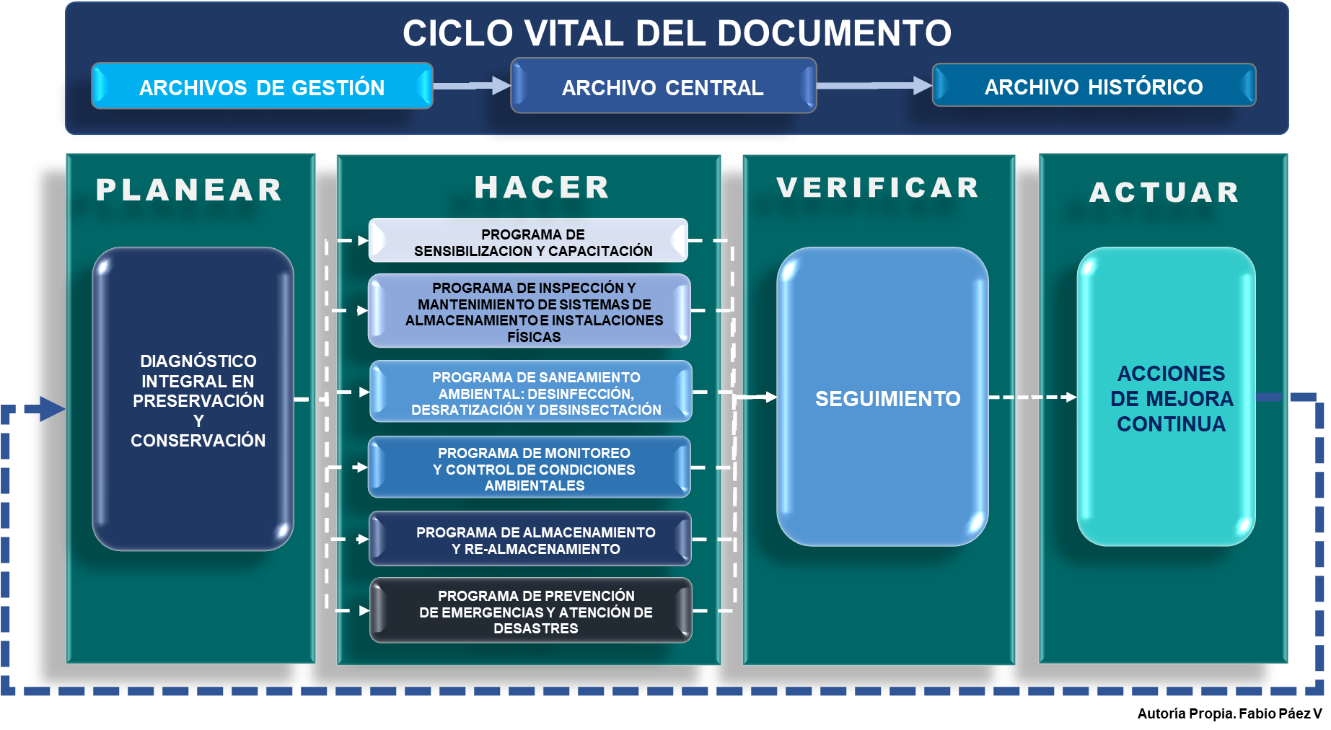 CICLO VITAL DEL DOCUMENTO
ARCHIVOS DE GESTIÓN
ARCHIVO CENTRAL
ARCHIVO HISTÓRICO
PLANEAR
DIAGNÓSTICO
INTEGRAL EN
PRESERVACIÓN
Y
CONSERVACIÓN
HACER
PROGRAMA DE
SENSIBILIZACION Y CAPACITACIÓN
PROGRAMA DE INSPECCIÓN Y
MANTENIMIENTO DE SISTEMAS DE
ALMACENAMIENTO E INSTALACIONES
FÍSICAS
PROGRAMA DE SANEAMIENTO
AMBIENTAL: DESINFECCIÓN,
DESRATIZACIÓN Y DESINSECTACIÓN
PROGRAMA DE MONITOREO
Y CONTROL DE CONDICIONES
AMBIENTALES
PROGRAMA DE ALMACENAMIENTO
Y RE-ALMACENAMIENTO
PROGRAMA DE PREVENCIÓN
DE EMERGENCIAS Y ATENCIÓN DE
DESASTRES
VERIFICAR
SEGUIMIENTO
ACTUAR
ACCIONES
DE MEJORA
CONTINUA
Autoría Propia. Fabio Páez V